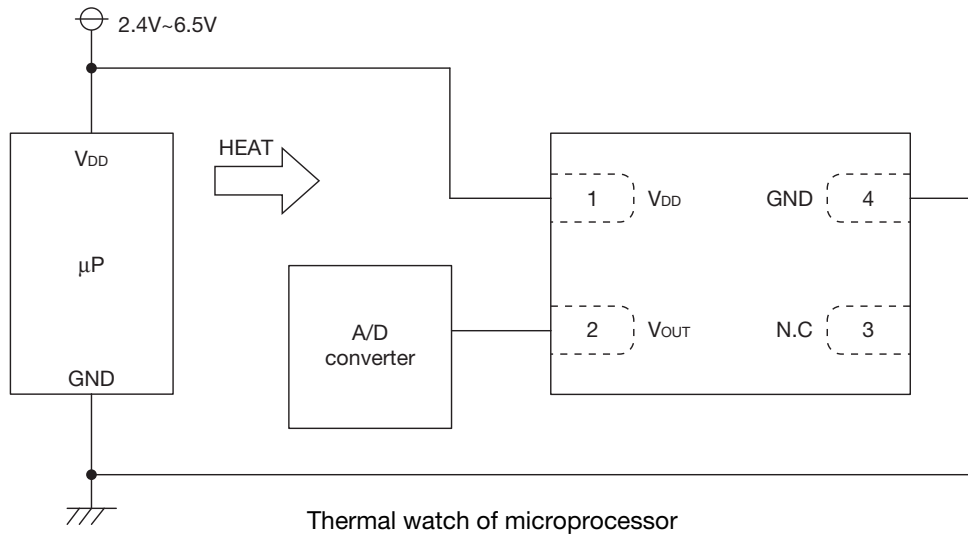 2.4V~6.5V
VDD
HEAT
μP
GND
A/D
converter
1 VDD GND 4
2 VOUT N.C 3
Thermal watch of microprocessor